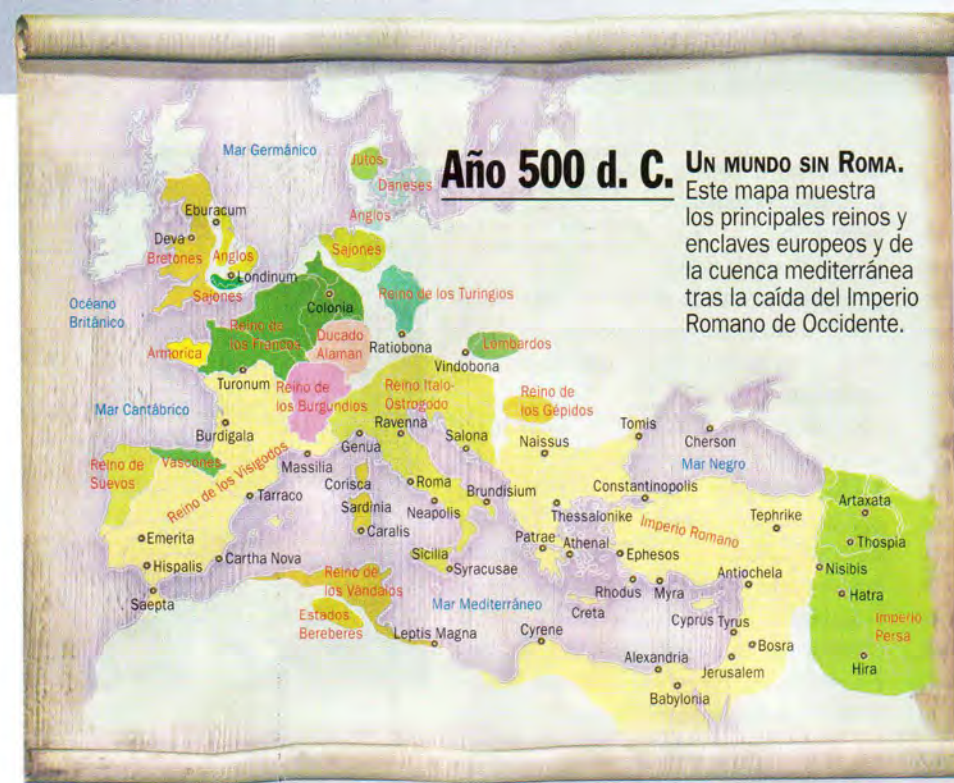 Año 500 d. C.
UN MUNDO SIN ROMA.
Este mapa muestra
los principales reinos y
enclaves europeos y de
la cuenca mediterránea
tras la caída del Imperio
Romano de Occidente.
Mar Germánico
Jutos
Daneses
Anglos
Sajones
Eburacum
Deva
Bretones
Anglos
Londinum
Sajones
Océano
Británico
Colonia
Reino de
los Francos
Reino de los Turingios
Ducado
Alaman
Ratiobona
Lombardos
Vindobona
Armorica
Turonum
Reino de
los Burgundios
Reino Italo-
Ostrogodo
Reino de
los Gépidos
Mar Cantábrico
Burdigala
Ravenna
Genua
Salona
Naissus
Tomis
Cherson
Mar Negro
Reino de
Suevos
Vascones
Reino de los Visigodos
Massilia
Corisca
Roma
Brundisium
Constantinopolis
Tarraco
Sardinia
Neapolis
Thessalonike
Imperio Romano
Tephrike
Artaxata
Thospia
Emerita
Caralis
Patrae
Athenai
Ephesos
Hispalis
Cartha Nova
Sicilia
Syracusae
Antiochela
Nisibis
Hatra
Saepta
Reino de
los Vándalos
Mar Mediterráneo
Rhodus
Myra
Creta
Cyprus
Tyrus
Imperio
Persa
Estados
Bereberes
Leptis Magna
Cyrene
Bosra
Hira
Alexandria
Jerusalem
Babylonia